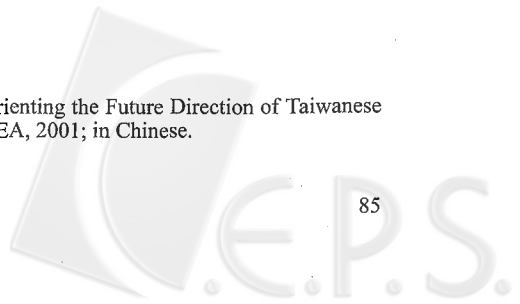 rienting the Future Direction of Taiwanese
EA, 2001; in Chinese.
85
C.E.P.S.